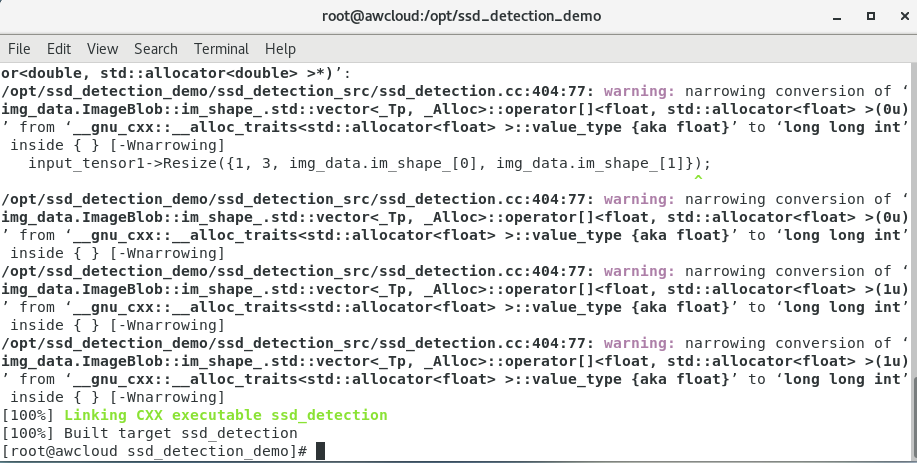 root@awcloud:/opt/ssd_detection_demo
File Edit View Search Terminal Help
or<double, std::allocator<double> >*)’:
/opt/ssd_detection_demo/ssd_detection_src/ssd_detection.cc:404:77: warning: narrowing conversion of ‘
img_data.ImageBlob::im_shape_.std::vector<_Tp, _Alloc>::operator[]<float, std::allocator<float> >(0u)
’ from ‘__gnu_cxx::__alloc_traits<std::allocator<float> >::value_type {aka float}’ to ‘long long int’
 inside { } [-Wnarrowing]
   input_tensor1->Resize({1, 3, img_data.im_shape_[0], img_data.im_shape_[1]});
^
/opt/ssd_detection_demo/ssd_detection_src/ssd_detection.cc:404:77: warning: narrowing conversion of ‘
img_data.ImageBlob::im_shape_.std::vector<_Tp, _Alloc>::operator[]<float, std::allocator<float> >(0u)
’ from ‘__gnu_cxx::__alloc_traits<std::allocator<float> >::value_type {aka float}’ to ‘long long int’
 inside { } [-Wnarrowing]
/opt/ssd_detection_demo/ssd_detection_src/ssd_detection.cc:404:77: warning: narrowing conversion of ‘
img_data.ImageBlob::im_shape_.std::vector<_Tp, _Alloc>::operator[]<float, std::allocator<float> >(1u)
’ from ‘__gnu_cxx::__alloc_traits<std::allocator<float> >::value_type {aka float}’ to ‘long long int’
 inside { } [-Wnarrowing]
/opt/ssd_detection_demo/ssd_detection_src/ssd_detection.cc:404:77: warning: narrowing conversion of ‘
img_data.ImageBlob::im_shape_.std::vector<_Tp, _Alloc>::operator[]<float, std::allocator<float> >(1u)
’ from ‘__gnu_cxx::__alloc_traits<std::allocator<float> >::value_type {aka float}’ to ‘long long int’
 inside { } [-Wnarrowing]
[100%] Linking CXX executable ssd_detection
[100%] Built target ssd_detection
[root@awcloud ssd_detection_demo]#